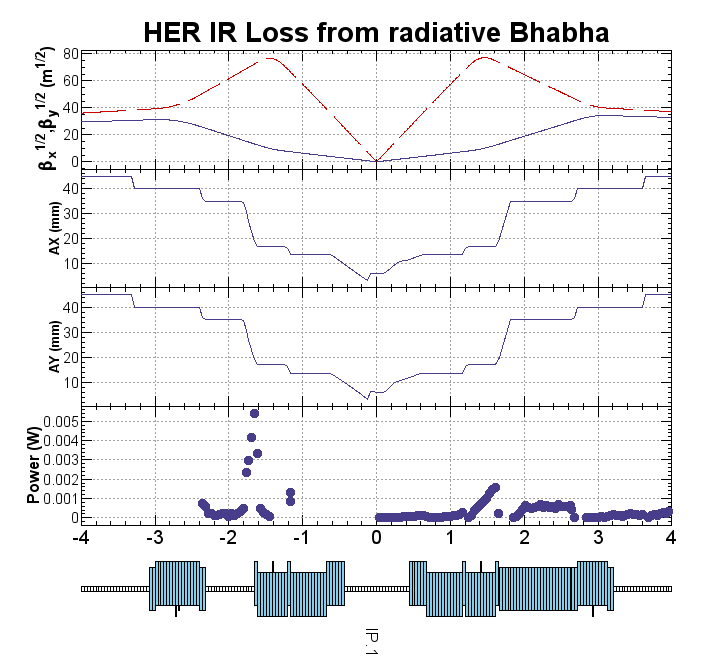 HER IR Loss from radiative Bhabha
βx^1/2,βy^1/2 (m^1/2)
80
60
40
20
0
AX (mm)
40
30
20
10
AY (mm)
40
30
20
10
Power (W)
0.005
0.004
0.003
0.002
0.001
0
-4 -3 -2 -1 0 1 2 3 4
IP.1